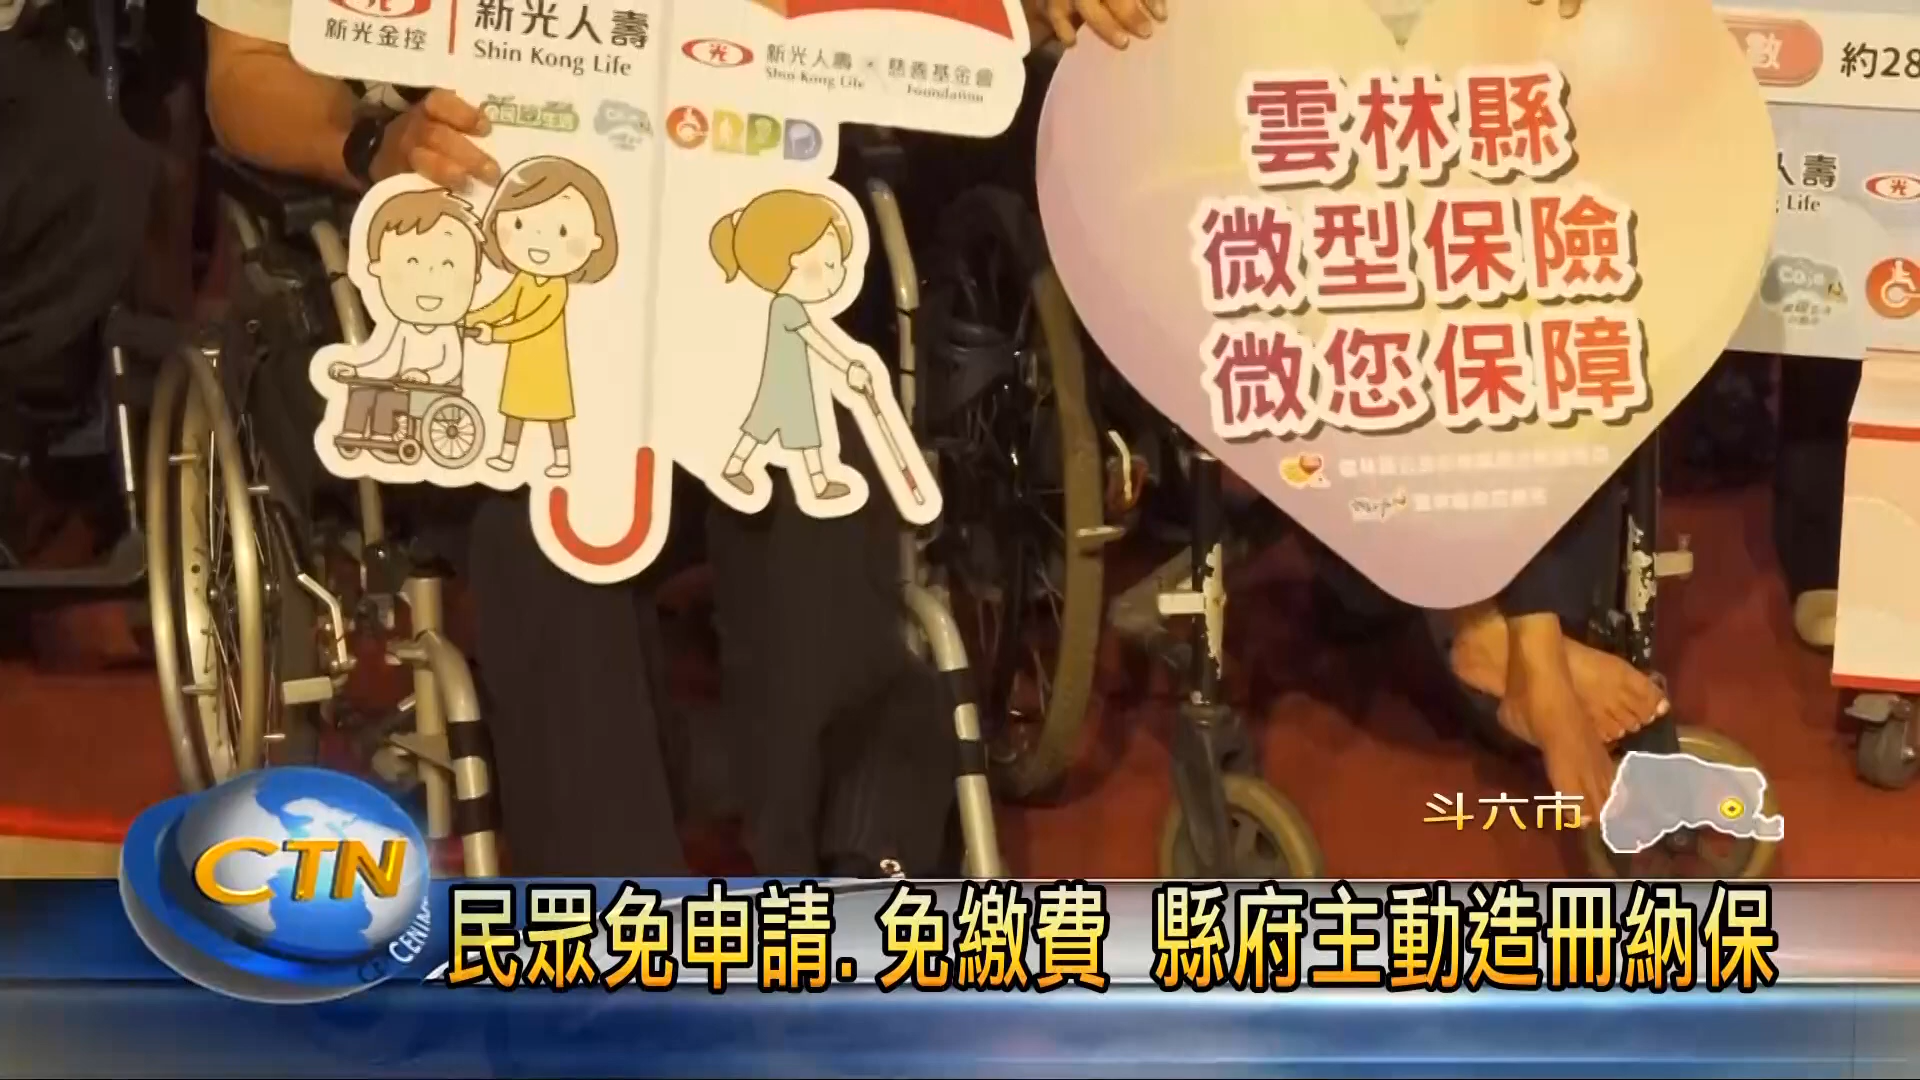 新光金控
新光人壽
Shin Kong Life
新光人壽
Shin Kong Life
慈善基金會
Foundation
約28
人壽
Life
雲林縣
微型保險
微您保障
斗六市
CTN
民眾免申請.免繳費 縣府主動造冊納保